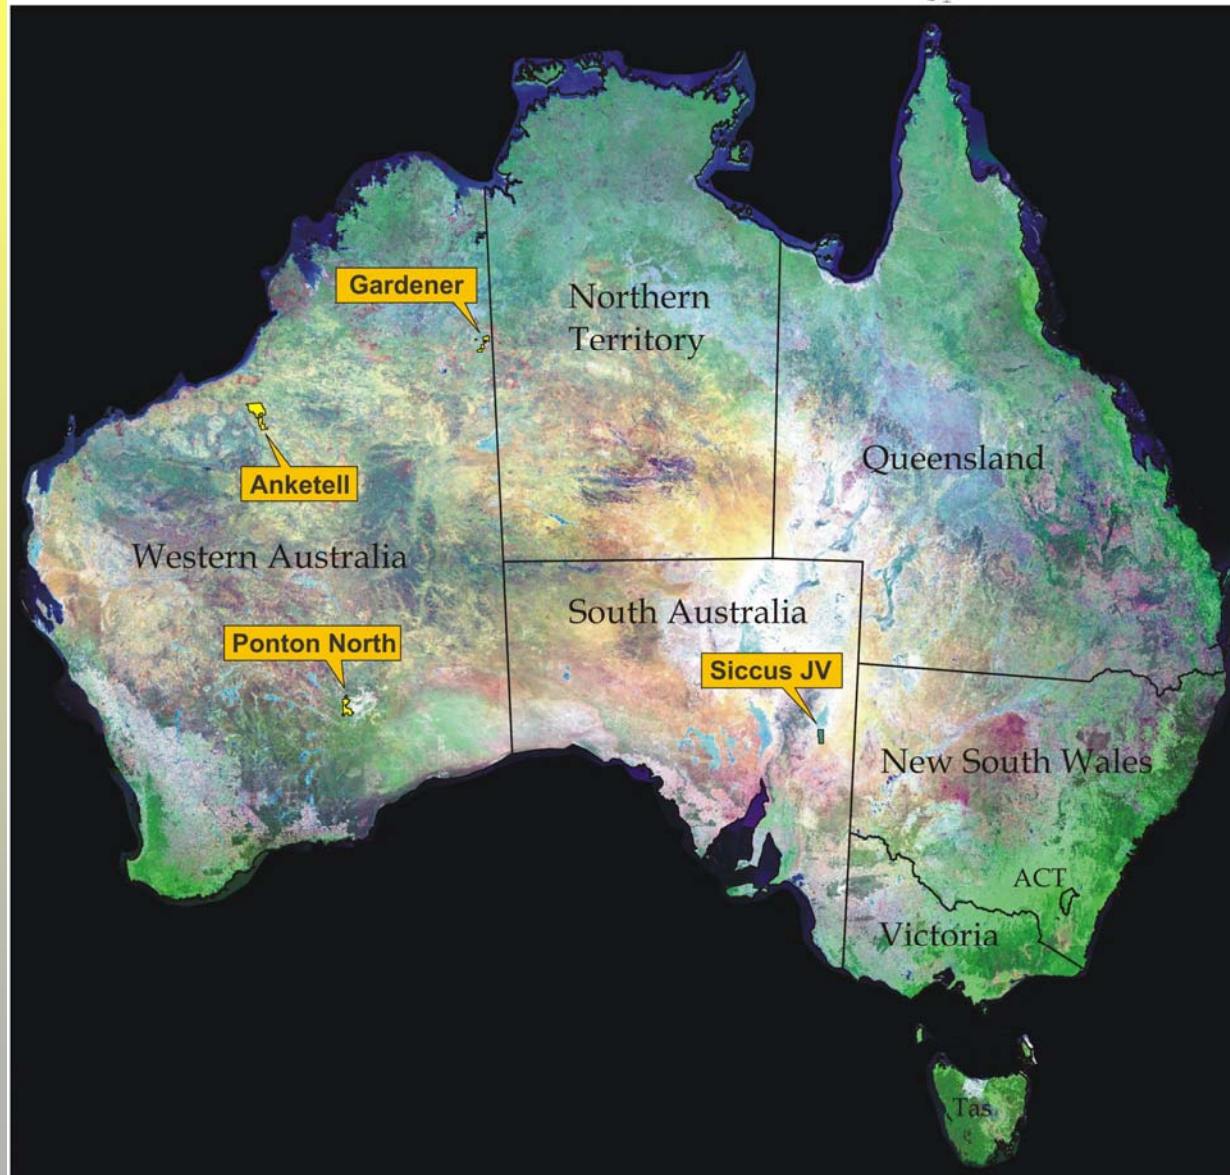 Gardener
Northern
Territory
Queensland
Anketell
Western Australia
South Australia
Ponton North
Siccus JV
New South Wales
ACT
Victoria
Tas